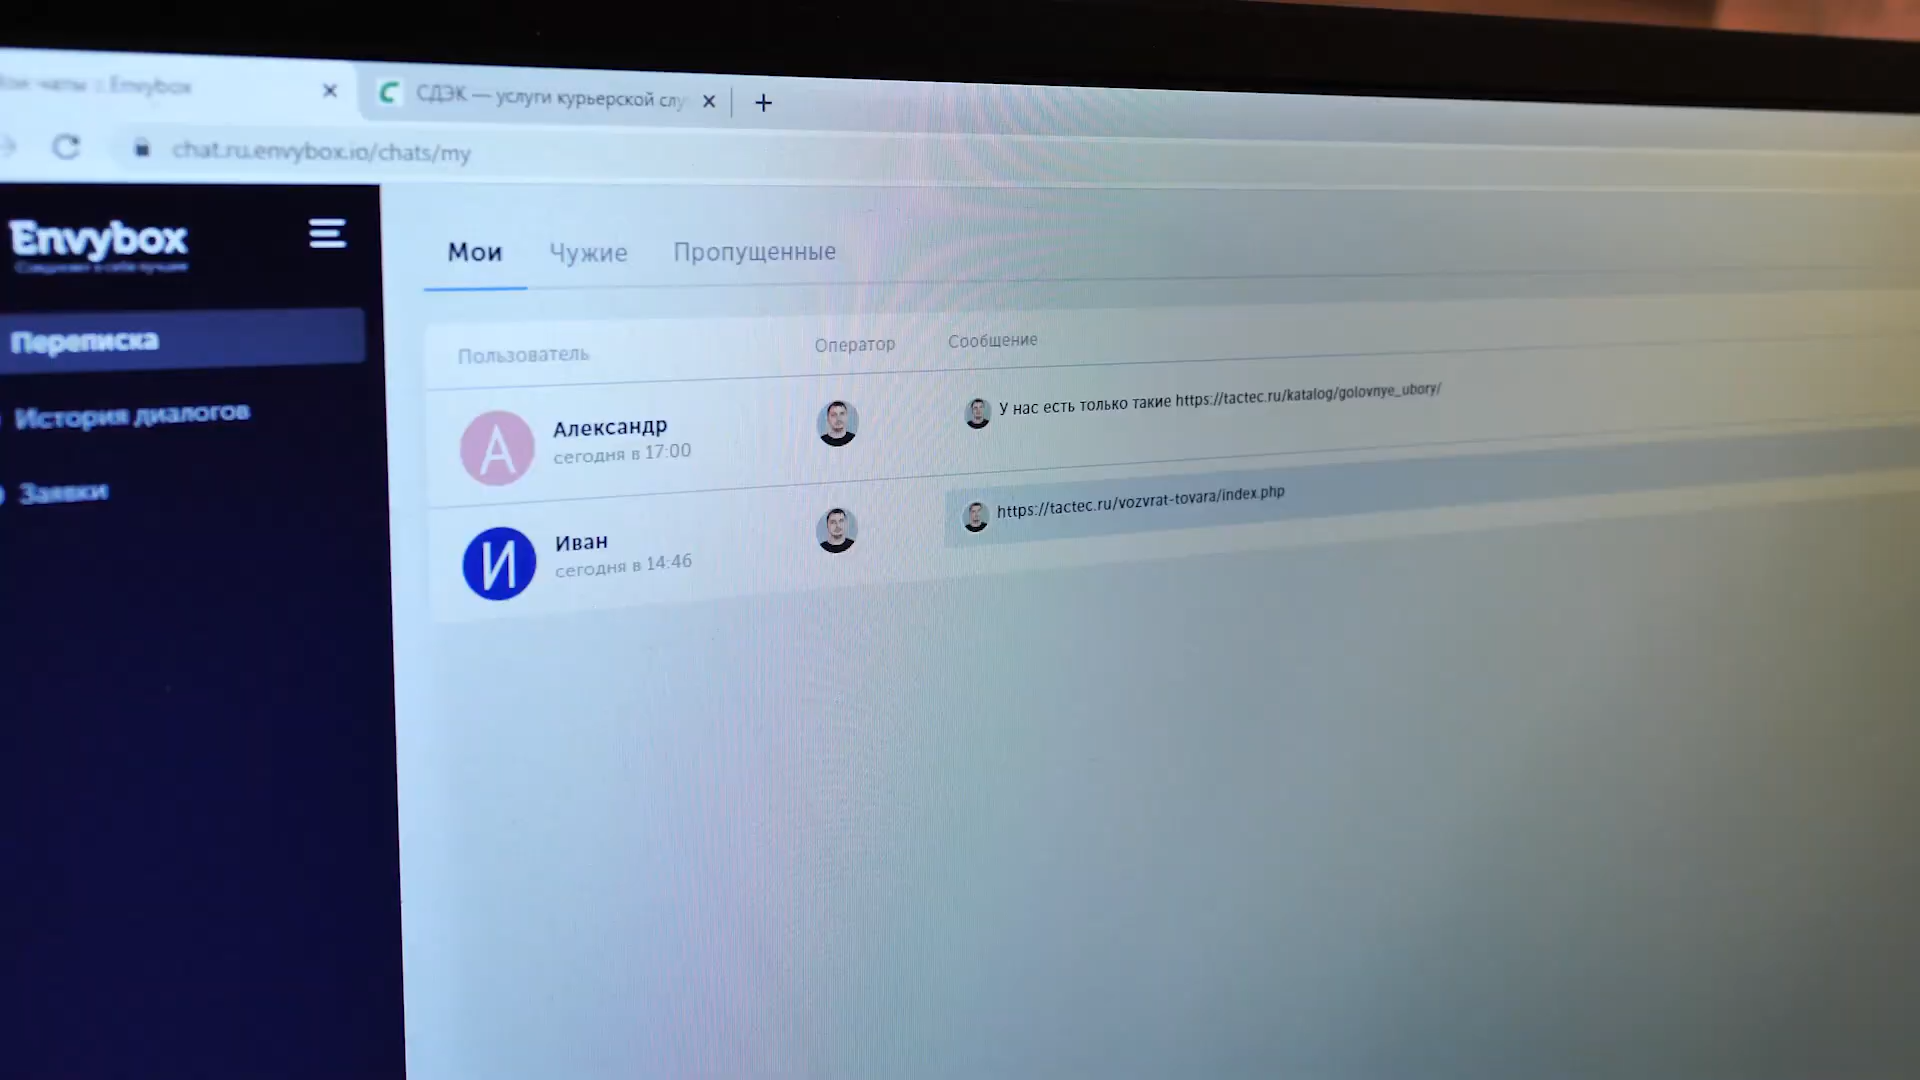 чаты :: Envybox
СДЭК — услуги курьерской слу
chat.ru.envybox.io/chats/my
Envybox
Мои
Чужие
Пропущенные
Переписка
История диалогов
Заявки
Пользователь
Оператор
Сообщение
А
Александр
сегодня в 17:00
У нас есть только такие https://tactec.ru/katalog/golovnye_ubory/
И
Иван
сегодня в 14:46
https://tactec.ru/vozvrat-tovara/index.php